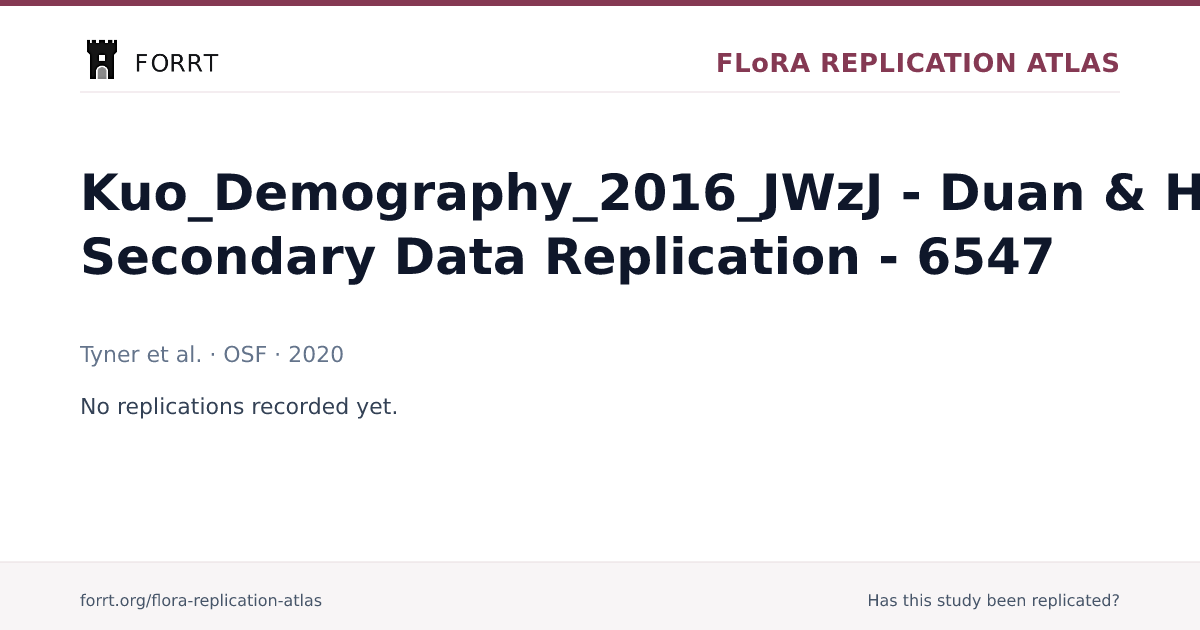 FORRT
FLoRA REPLICATION ATLAS
Kuo_Demography_2016_JWzJ - Duan & H
Secondary Data Replication - 6547
Tyner et al. · OSF · 2020
No replications recorded yet.
forrt.org/flora-replication-atlas
Has this study been replicated?